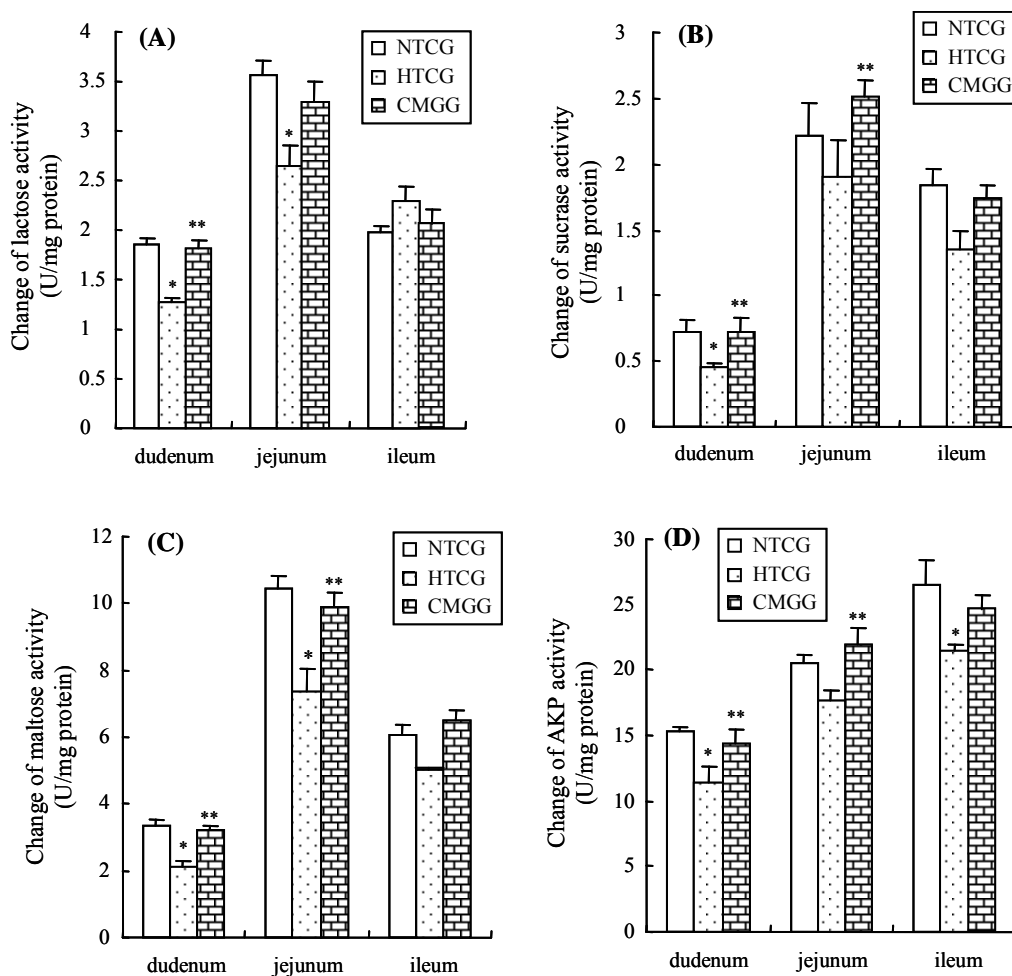 (A)
NTCG
HTCG
CMGG
Change of lactose activity
(U/mg protein)
4
3.5
3
2.5
2
1.5
1
0.5
0
*
**
*
dudenum
jejunum
ileum
(B)
NTCG
HTCG
CMGG
Change of sucrase activity
(U/mg protein)
3
2.5
2
1.5
1
0.5
0
*
**
**
dudenum
jejunum
ileum
(C)
NTCG
HTCG
CMGG
Change of maltose activity
(U/mg protein)
12
10
8
6
4
2
0
*
**
*
**
dudenum
jejunum
ileum
(D)
NTCG
HTCG
CMGG
Change of AKP activity
(U/mg protein)
30
25
20
15
10
5
0
*
**
**
*
dudenum
jejunum
ileum